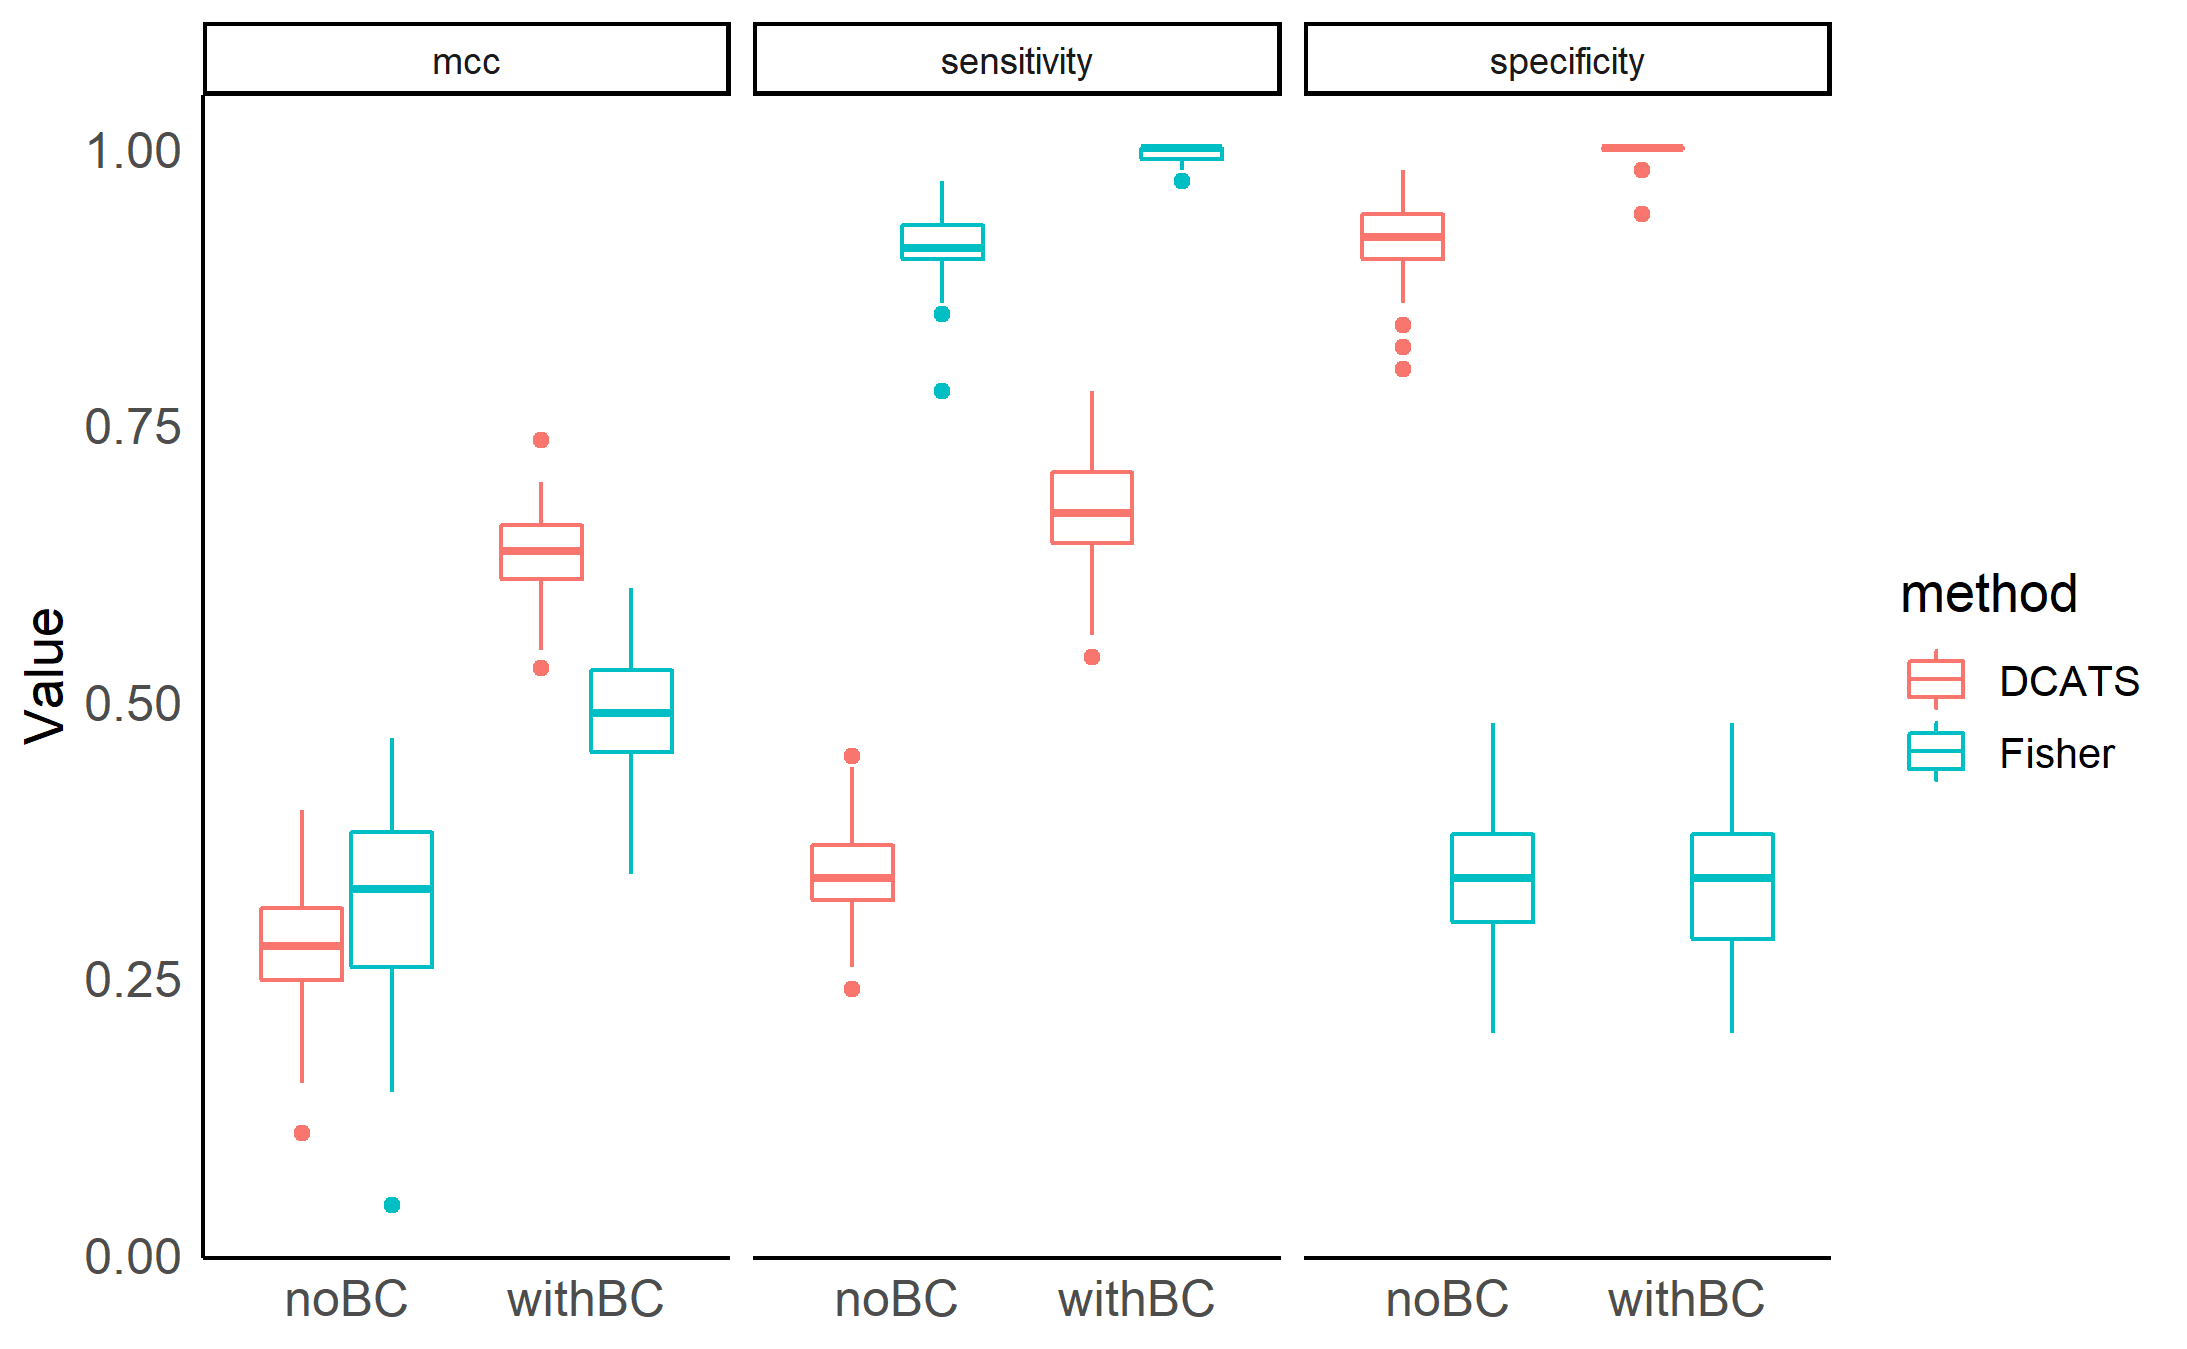 mcc
sensitivity
specificity
1.00
0.75
0.50
0.25
0.00
Value
noBC
withBC
noBC
withBC
noBC
withBC
method
DCATS
Fisher